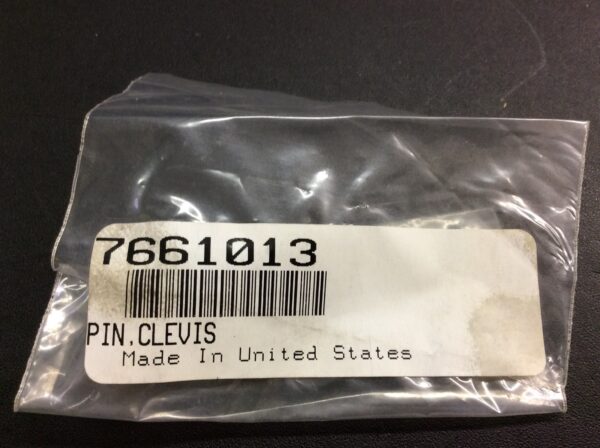 7661013
PIN.CLEVIS
Made In United States